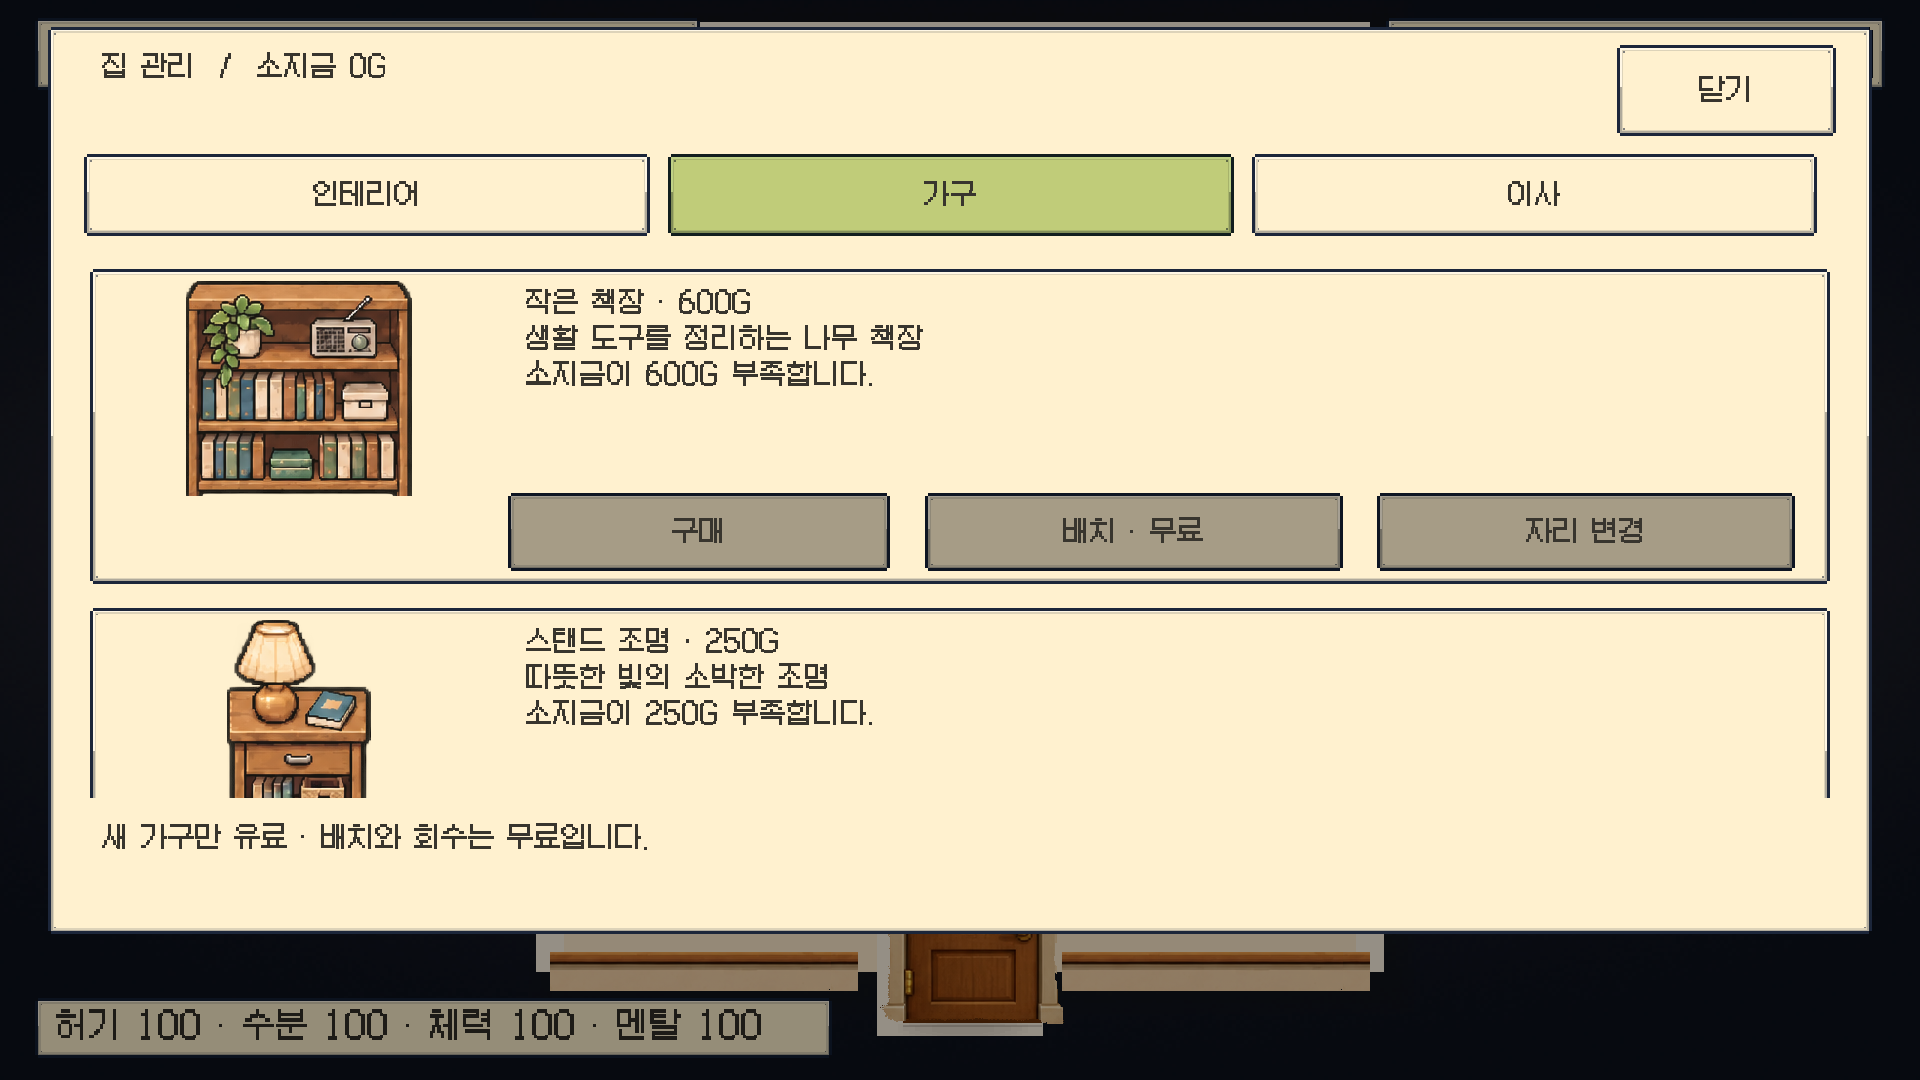 집 관리 / 소지금 0G
닫기
인테리어
가구
이사
작은 책장 · 600G
생활 도구를 정리하는 나무 책장
소지금이 600G 부족합니다.
구매
배치 · 무료
자리 변경
스탠드 조명 · 250G
따뜻한 빛의 소박한 조명
소지금이 250G 부족합니다.
새 가구만 유료 · 배치와 회수는 무료입니다.
허기 100 · 수분 100 · 체력 100 · 멘탈 100